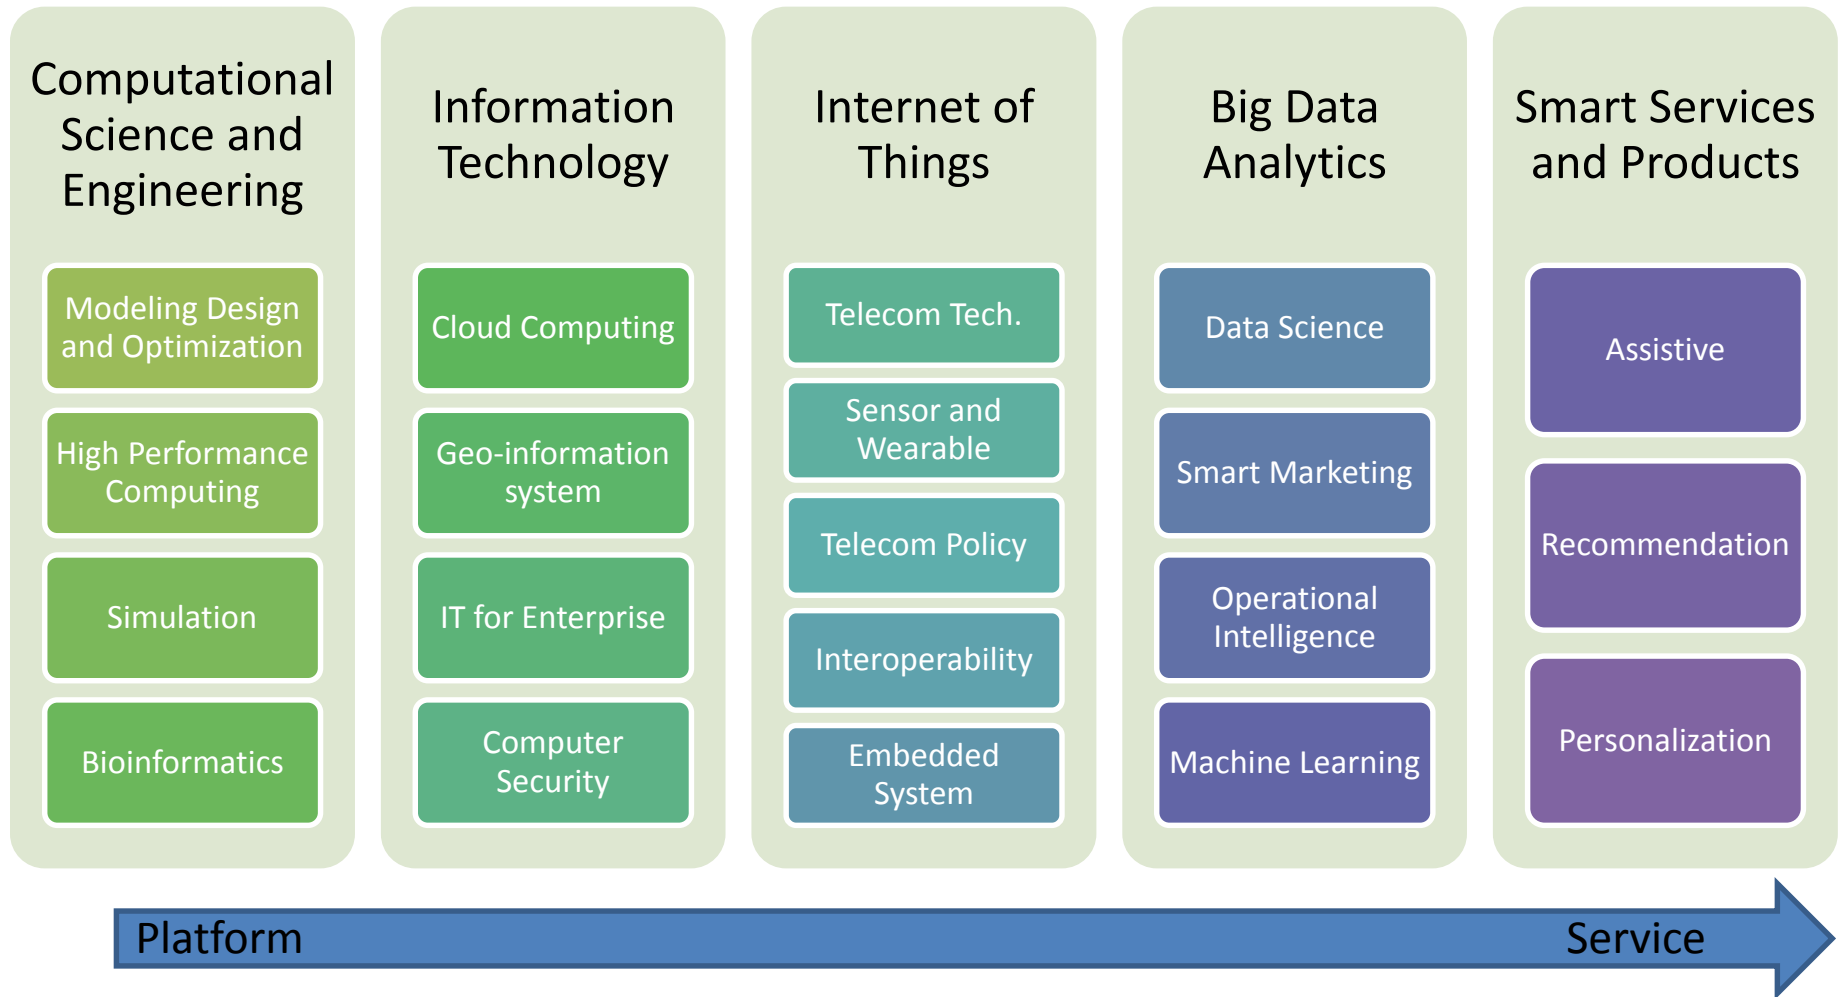 Computational
Science and
Engineering
Modeling Design
and Optimization
High Performance
Computing
Simulation
Bioinformatics
Information
Technology
Cloud Computing
Geo-information
system
IT for Enterprise
Computer
Security
Internet of
Things
Telecom Tech.
Sensor and
Wearable
Telecom Policy
Interoperability
Embedded
System
Big Data
Analytics
Data Science
Smart Marketing
Operational
Intelligence
Machine Learning
Smart Services
and Products
Assistive
Recommendation
Personalization
Platform
Service